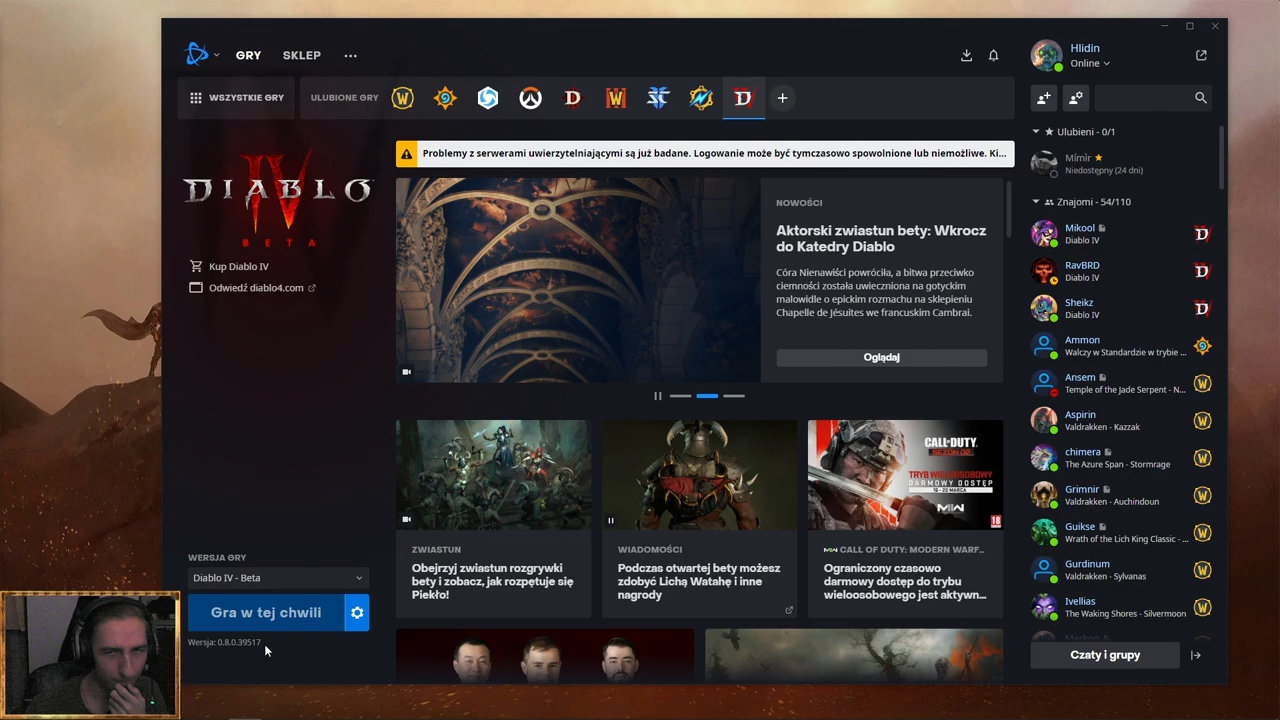 GRY
SKLEP
WSZYSTKIE GRY
ULUBIONE GRY
DIABLO
IV
BETA
Kup Diablo IV
Odwiedź diablo4.com
WERSJA GRY
Diablo IV - Beta
Gra w tej chwili
Wersja: 0.8.0.39517
Problemy z serwerami uwierzytelniającymi są już badane. Logowanie może być tymczasowo spowolnione lub niemożliwe. Ki...
NOWOŚCI
Aktorski zwiastun bety: Wkrocz
do Katedry Diablo
Córa Nienawiści powróciła, a bitwa przeciwko
ciemności została uwieczniona na gotyckim
malowidle o epickim rozmachu na sklepieniu
Chapelle de Jésuites we francuskim Cambrai.
Oglądaj
ZWIASTUN
Obejrzyj zwiastun rozgrywki
bety i zobacz, jak rozpętuje się
Piekło!
WIADOMOŚCI
Podczas otwartej bety możesz
zdobyć Lichą Watahę i inne
nagrody
CALL·DUTY:
SEZON 02
TRYB WIELOOSOBOWY
DARMOWY DOSTĘP
16 - 20 MARCA
MW
18
CALL OF DUTY: MODERN WARF...
Ograniczony czasowo
darmowy dostęp do trybu
wieloosobowego jest aktywn...
Hlidin
Online
Ulubieni - 0/1
Mímir
Niedostępny (24 dni)
Znajomi - 54/110
Mikool
Diablo IV
RavBRD
Diablo IV
Sheikz
Diablo IV
Ammon
Walczy w Standardzie w trybie ...
Ansem
Temple of the Jade Serpent - N...
Aspirin
Valdrakken - Kazzak
chimera
The Azure Span - Stormrage
Grimnir
Valdrakken - Auchindoun
Guikse
Wrath of the Lich King Classic - ...
Gurdinum
Valdrakken - Sylvanas
Ivellias
The Waking Shores - Silvermoon
Czaty i grupy